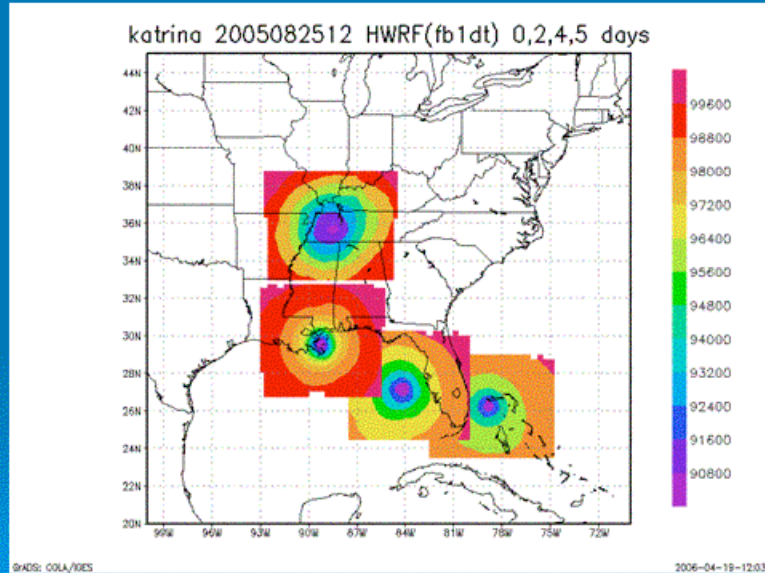 katrina 2005082512 HWRF(fb1dt) 0,2,4,5 days
44N
42N
40N
38N
36N
34N
32N
30N
28N
26N
24N
22N
20N
99W 96W 93W 90W 87W 84W 81W 78W 75W 72W
99600
98800
98000
97200
96400
95600
94800
94000
93200
92400
91600
90800
GrADS: COLA/IGES
2006-04-19-12:03